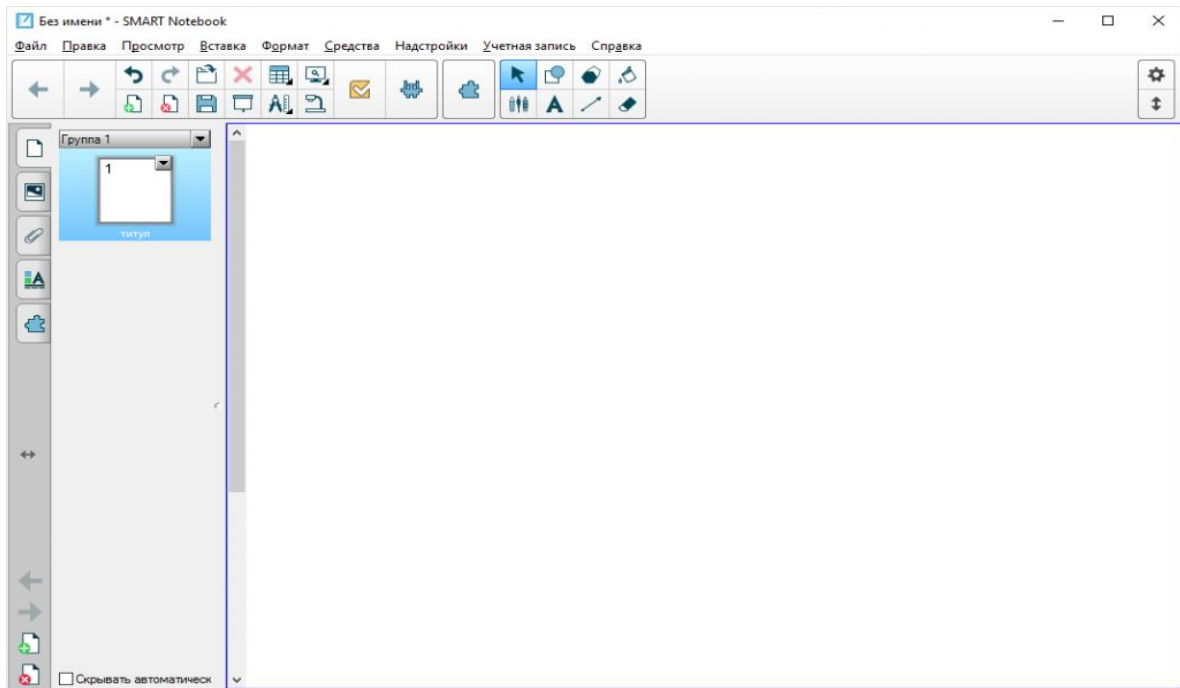 Без имени * - SMART Notebook
Файл Правка Просмотр Вставка Формат Средства Надстройки Учетная запись Справка
Группа 1
1
титул
Скрывать автоматическ